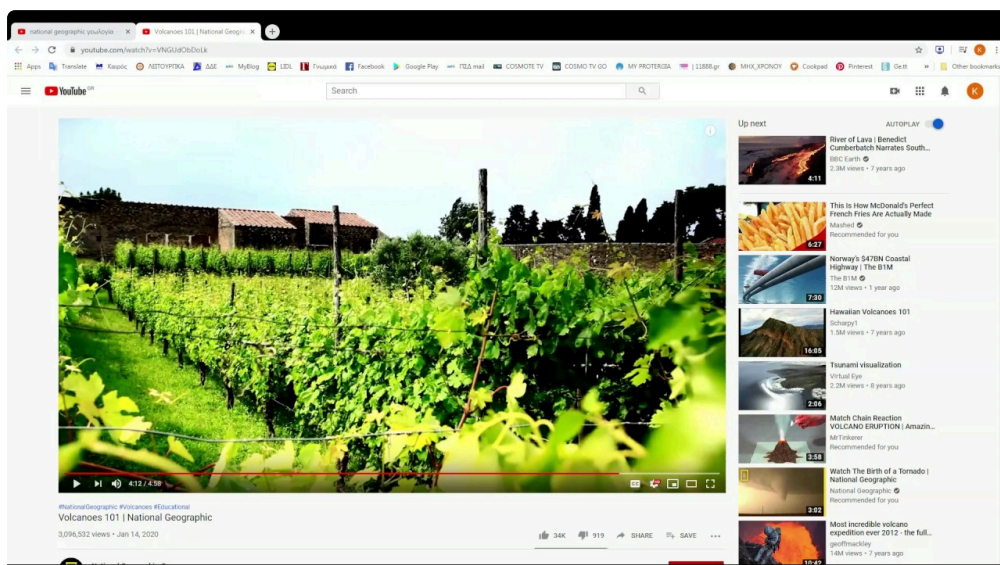 national geographic γεωλογία
Volcanoes 101 | National Geogr
youtube.com/watch?v=VNGUdObDoLk
Apps Translate Καιρός ΛΕΙΤΟΥΡΓΙΚΑ ΔΔΕ MyBlog LIDL Τνωμικό Facebook Google Play ΠΣΔ mail COSMOTE TV COSMO TV GO MY PROTERGIA | 11888.gr ΜΗΧ_ΧΡΟΝΟΥ Cookpad Pinterest Ge.tt » Other bookmarks
YouTube GR
Search
K
Up next
AUTOPLAY
River of Lava | Benedict
Cumberbatch Narrates South...
BBC Earth
2.3M views • 7 years ago
4:11
This Is How McDonald's Perfect
French Fries Are Actually Made
Mashed
Recommended for you
6:27
Norway's $47BN Coastal
Highway | The B1M
The B1M
12M views • 1 year ago
7:30
Hawaiian Volcanoes 101
Scharpy1
1.5M views • 7 years ago
16:05
Tsunami visualization
Virtual Eye
2.2M views • 8 years ago
2:06
Match Chain Reaction
VOLCANO ERUPTION | Amazin...
MrTinkerer
Recommended for you
3:58
Watch The Birth of a Tornado |
National Geographic
National Geographic
Recommended for you
3:02
Most incredible volcano
expedition ever 2012 - the full...
geoffmackley
14M views • 7 years ago
10:42
4:12 / 4:58
#NationalGeographic #Volcanoes #Educational
Volcanoes 101 | National Geographic
3,096,532 views • Jan 14, 2020
34K 919 SHARE SAVE